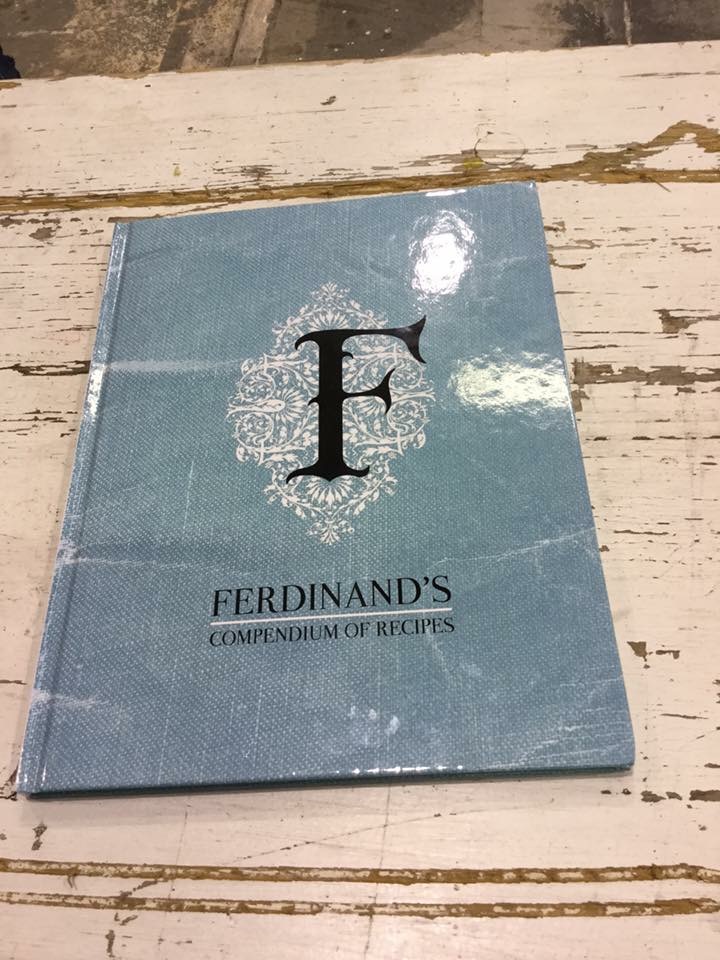 F
FERDINAND'S
COMPENDIUM OF RECIPES